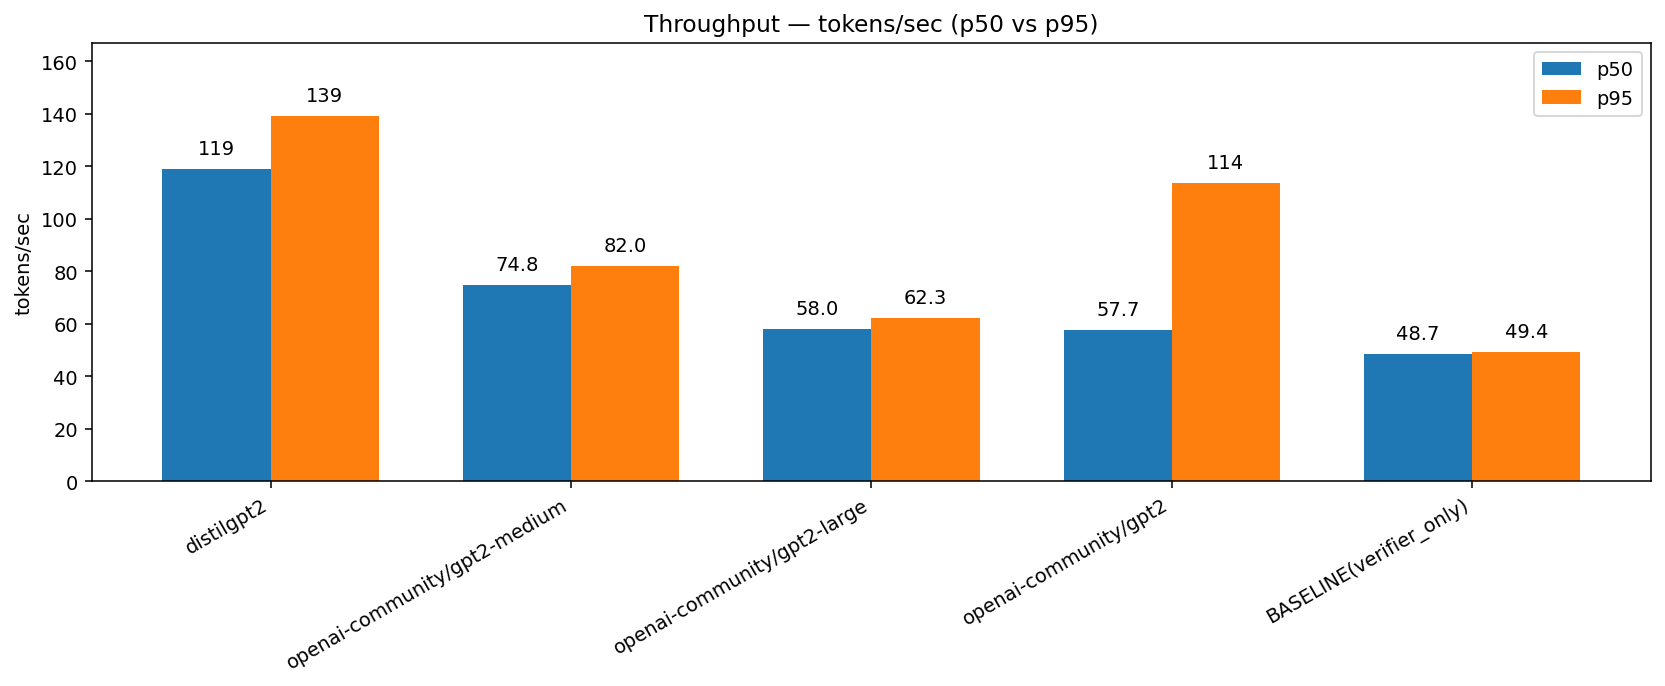 Throughput — tokens/sec (p50 vs p95)
p50
p95
tokens/sec
160
140
120
100
80
60
40
20
0
119
139
74.8
82.0
58.0
62.3
57.7
114
48.7
49.4
distilgpt2
openai-community/gpt2-medium
openai-community/gpt2-large
openai-community/gpt2
BASELINE(verifier_only)